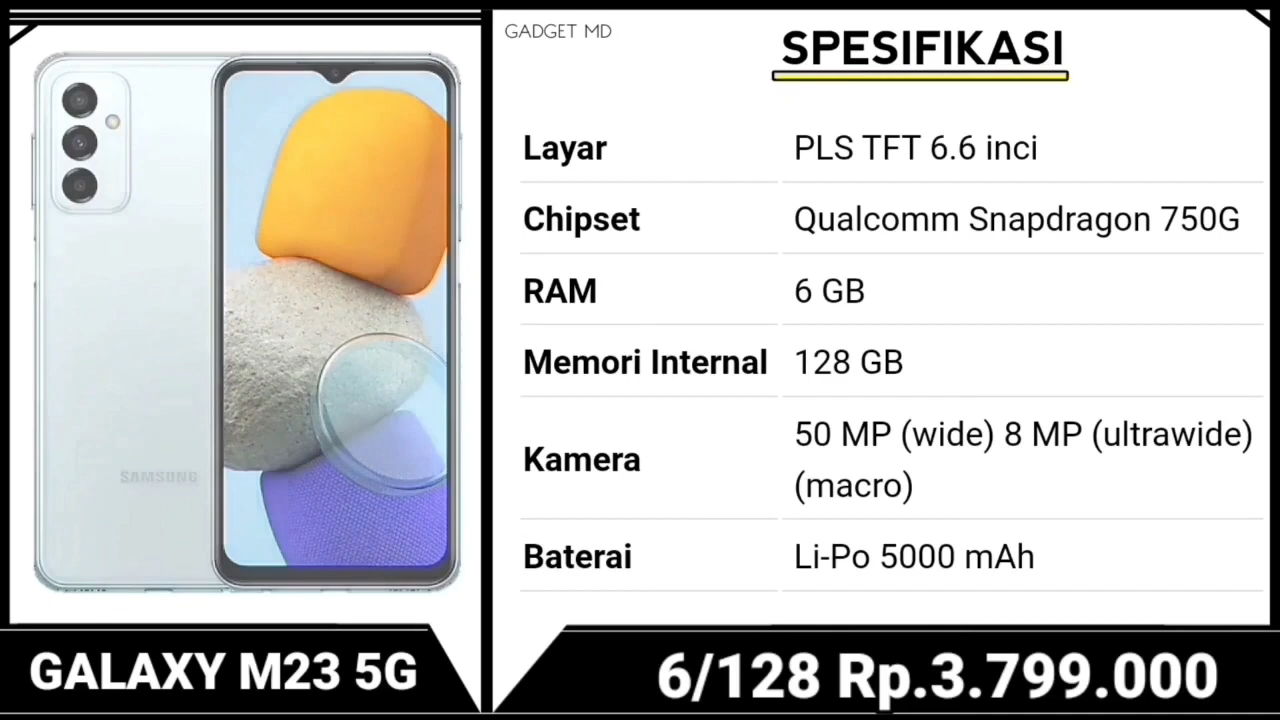 GADGET MD
SPESIFIKASI
Layar PLS TFT 6.6 inci
Chipset Qualcomm Snapdragon 750G
RAM 6 GB
Memori Internal 128 GB
Kamera 50 MP (wide) 8 MP (ultrawide)
(macro)
Baterai Li-Po 5000 mAh
SAMSUNG
GALAXY M23 5G
6/128 Rp.3.799.000